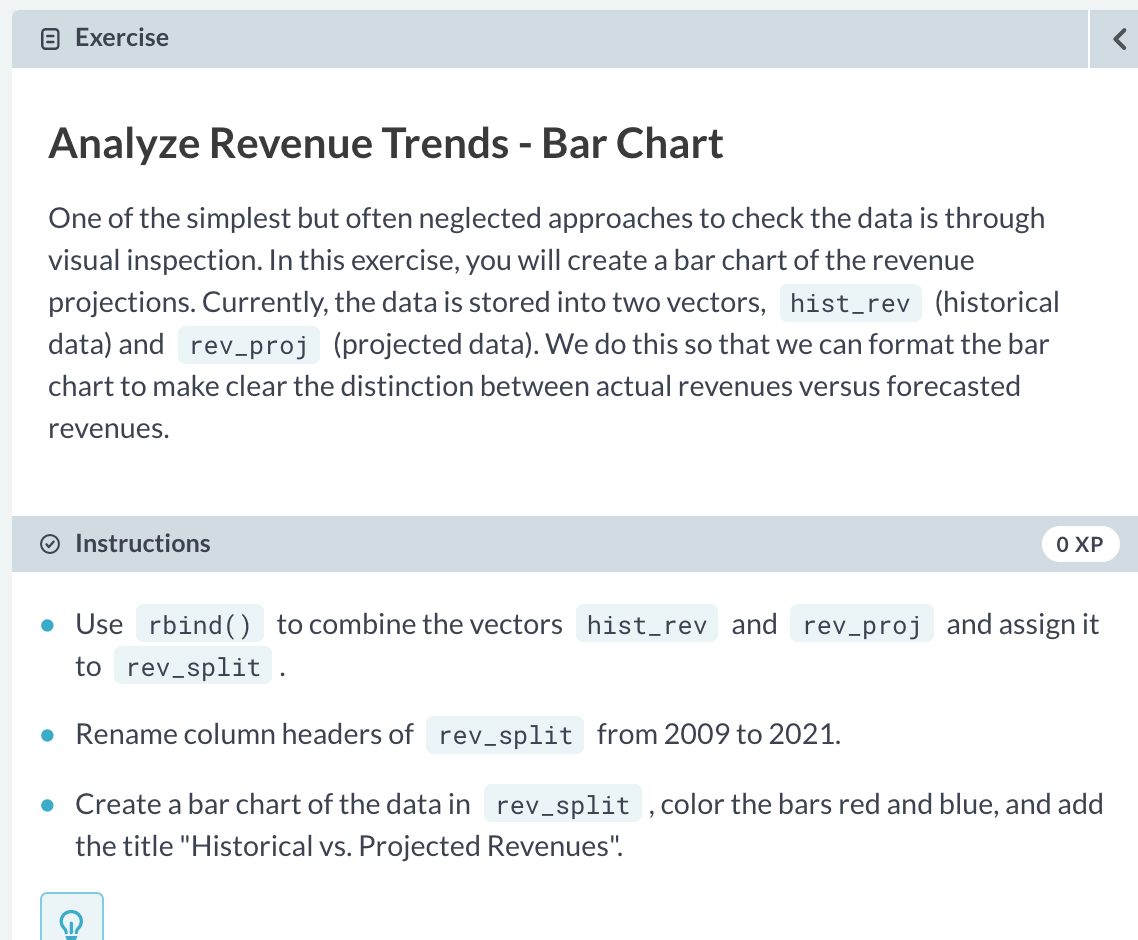 Exercise
Analyze Revenue Trends - Bar Chart
One of the simplest but often neglected approaches to check the data is through
visual inspection. In this exercise, you will create a bar chart of the revenue
projections. Currently, the data is stored into two vectors, hist_rev (historical
data) and rev_proj (projected data). We do this so that we can format the bar
chart to make clear the distinction between actual revenues versus forecasted
revenues.
Instructions
0 XP
Use rbind() to combine the vectors hist_rev and rev_proj and assign it
to rev_split .
Rename column headers of rev_split from 2009 to 2021.
Create a bar chart of the data in rev_split , color the bars red and blue, and add
the title "Historical vs. Projected Revenues".